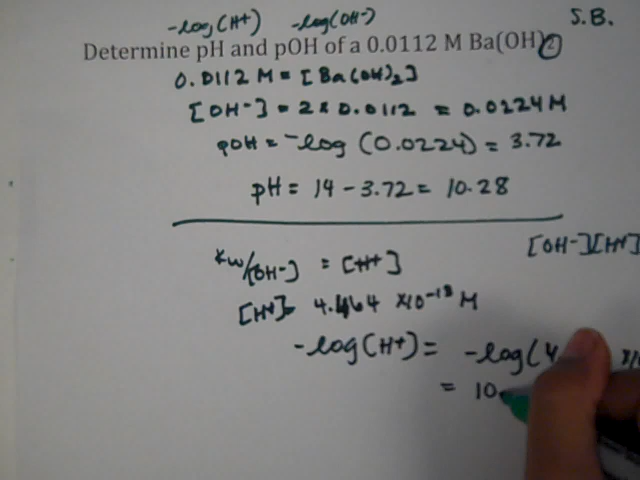 -log(H+) -log(OH-) S.B.
Determine pH and pOH of a 0.0112 M Ba(OH)2
0.0112 M = [Ba(OH)2]
[OH-] = 2 x 0.0112 = 0.0224 M
pOH = -log (0.0224) = 3.72
pH = 14 - 3.72 = 10.28
Kw/[OH-] = [H+] [OH-][H+]
[H+] = 4.464 x10-13 M
-log(H+) = -log(4
= 10.